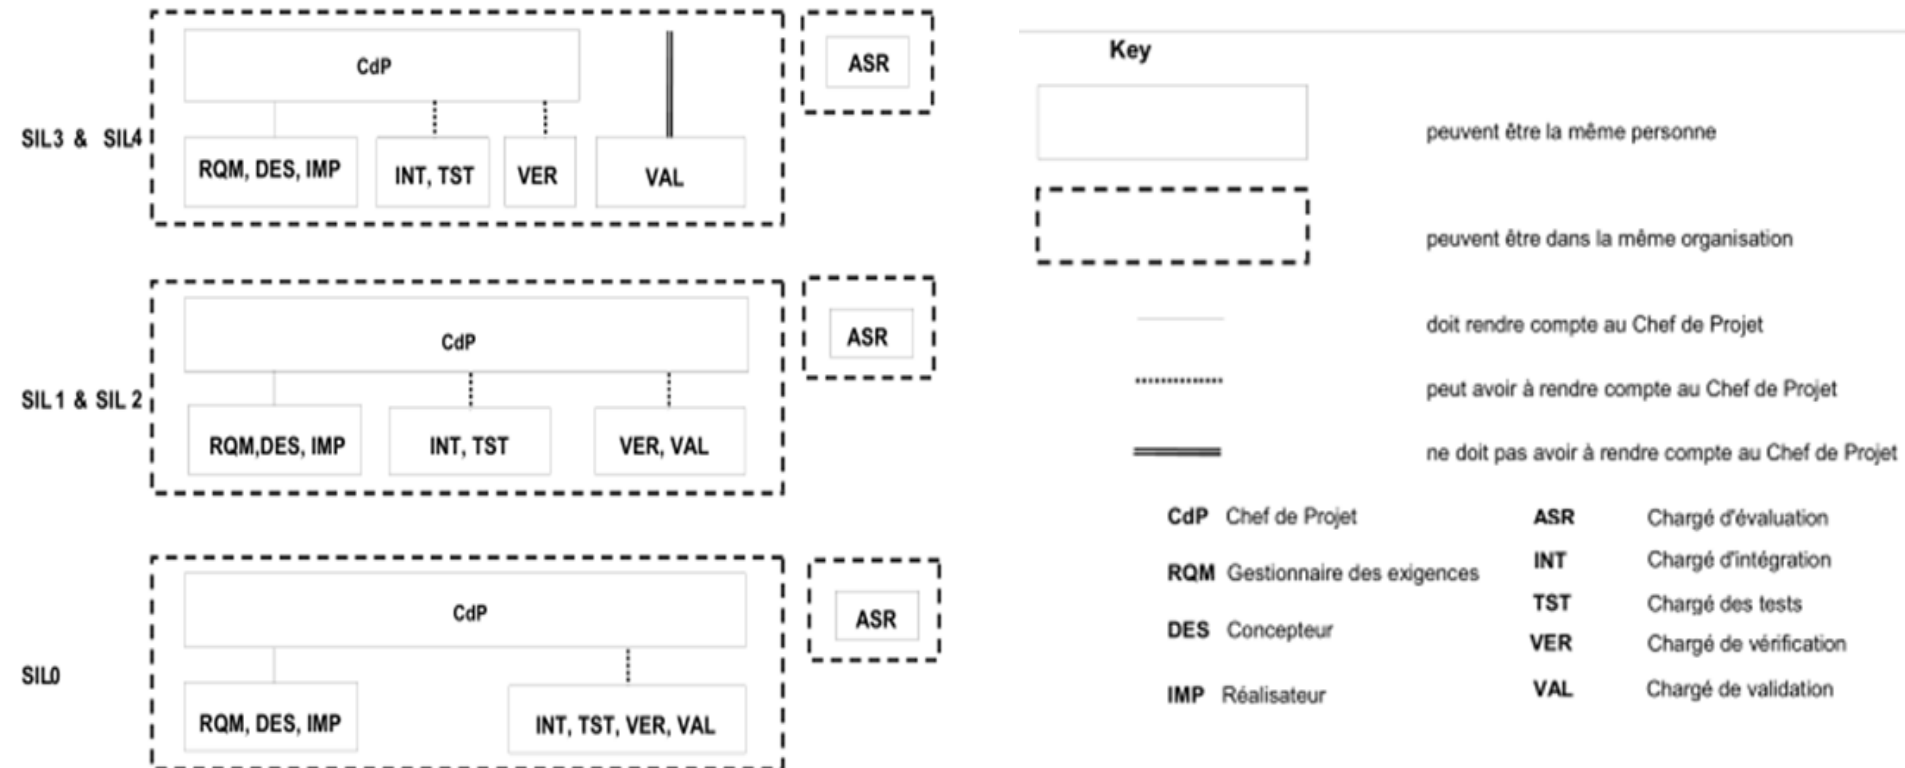 SIL3 & SIL4
CdP
ASR
RQM, DES, IMP
INT, TST
VER
VAL
SIL1 & SIL 2
CdP
ASR
RQM,DES, IMP
INT, TST
VER, VAL
SIL0
CdP
ASR
RQM, DES, IMP
INT, TST, VER, VAL
Key
peuvent être la même personne
peuvent être dans la même organisation
doit rendre compte au Chef de Projet
peut avoir à rendre compte au Chef de Projet
ne doit pas avoir à rendre compte au Chef de Projet
CdP Chef de Projet
RQM Gestionnaire des exigences
DES Concepteur
IMP Réalisateur
ASR Chargé d'évaluation
INT Chargé d'intégration
TST Chargé des tests
VER Chargé de vérification
VAL Chargé de validation